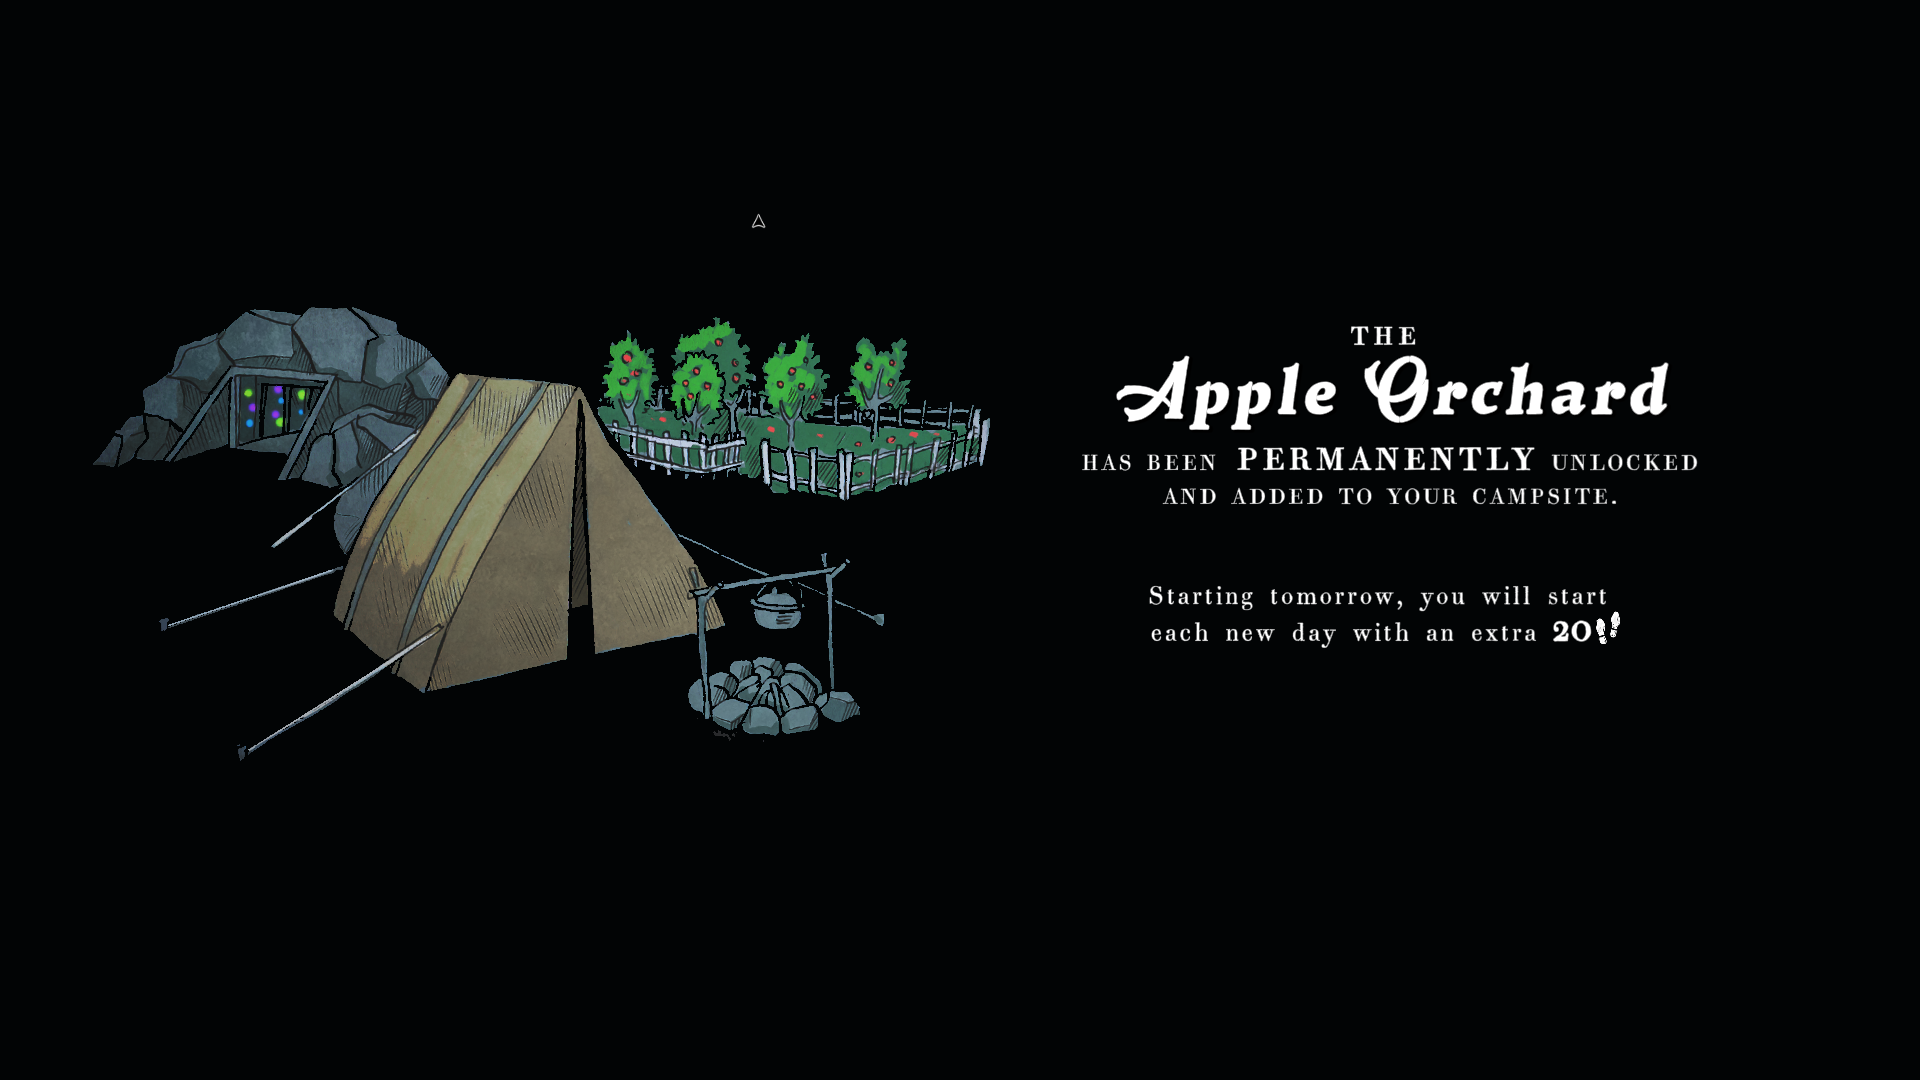 THE
Apple Orchard
HAS BEEN PERMANENTLY UNLOCKED
AND ADDED TO YOUR CAMPSITE.
Starting tomorrow, you will start
each new day with an extra 20